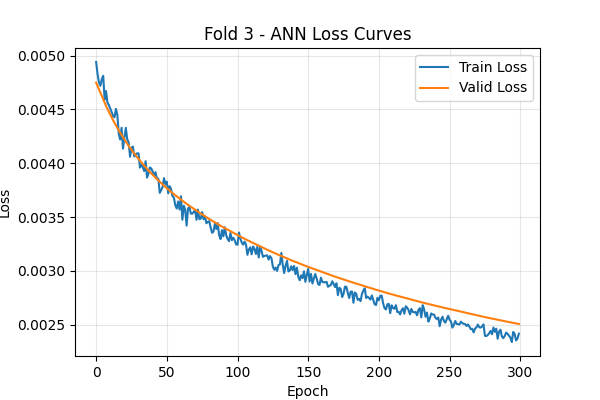 Fold 3 - ANN Loss Curves
Train Loss
Valid Loss
Loss
0.0050
0.0045
0.0040
0.0035
0.0030
0.0025
0 50 100 150 200 250 300
Epoch